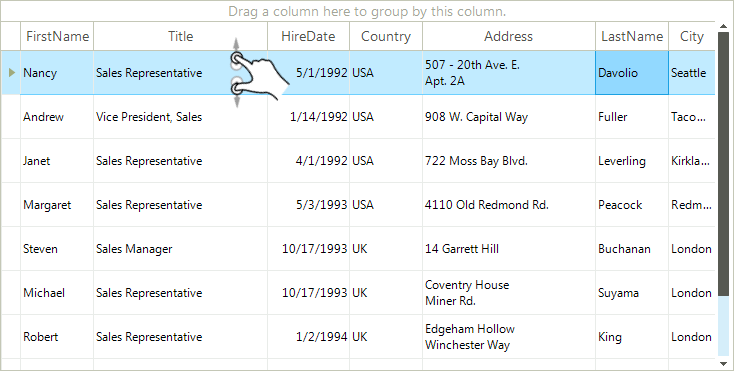 Drag a column here to group by this column.
FirstName Title HireDate Country Address LastName City
Nancy Sales Representative 5/1/1992 USA 507 - 20th Ave. E. Apt. 2A Davolio Seattle
Andrew Vice President, Sales 1/14/1992 USA 908 W. Capital Way Fuller Taco...
Janet Sales Representative 4/1/1992 USA 722 Moss Bay Blvd. Leverling Kirkla...
Margaret Sales Representative 5/3/1993 USA 4110 Old Redmond Rd. Peacock Redm...
Steven Sales Manager 10/17/1993 UK 14 Garrett Hill Buchanan London
Michael Sales Representative 10/17/1993 UK Coventry House Miner Rd. Suyama London
Robert Sales Representative 1/2/1994 UK Edgeham Hollow Winchester Way King London